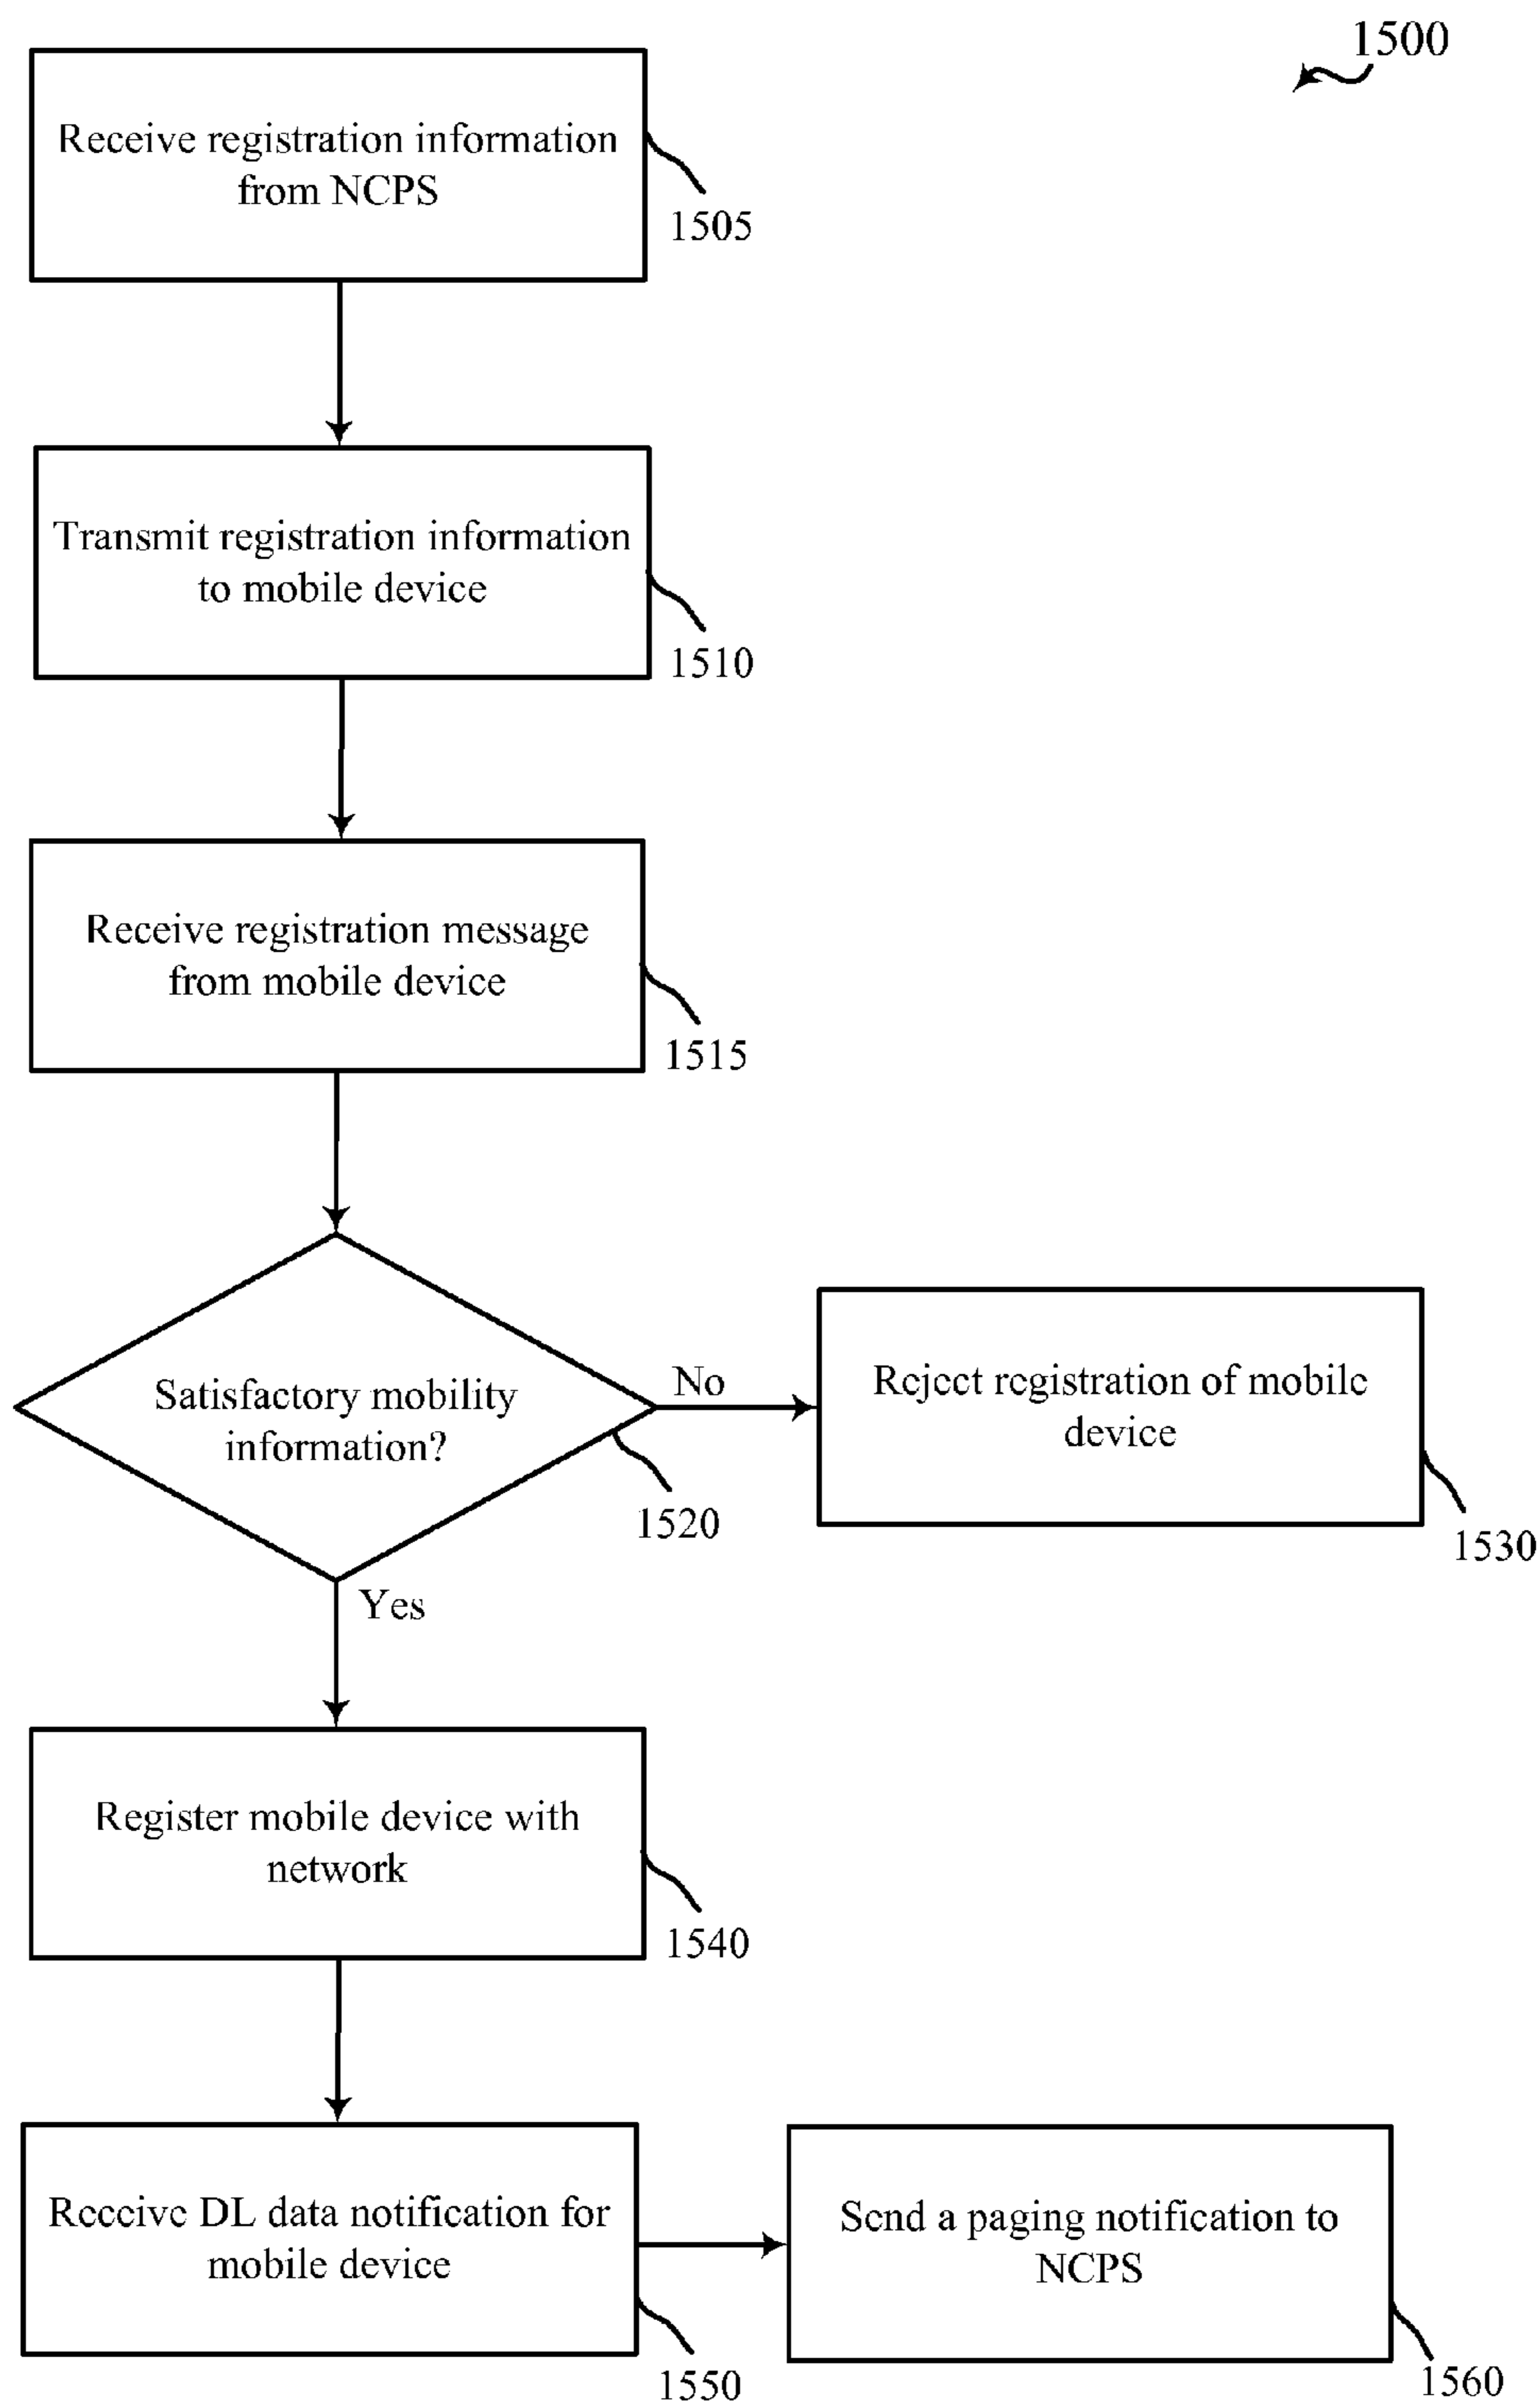 1500
Receive registration information
from NCPS
1505
Transmit registration information
to mobile device
1510
Receive registration message
from mobile device
1515
Satisfactory mobility
information?
No
1520
Reject registration of mobile
device
1530
Yes
Register mobile device with
network
1540
Receive DL data notification for
mobile device
1550
Send a paging notification to
NCPS
1560